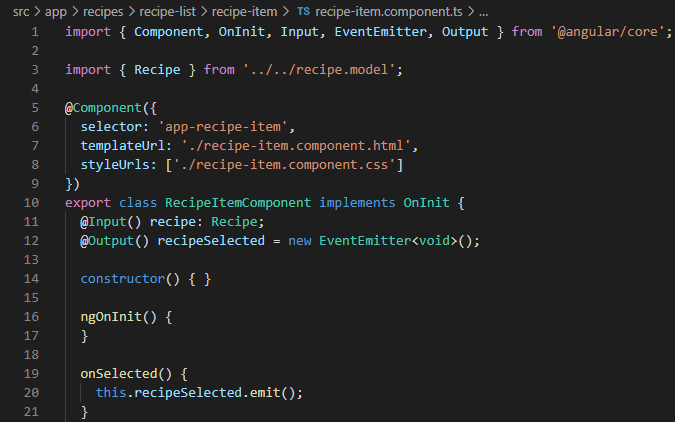 src > app > recipes > recipe-list > recipe-item > TS recipe-item.component.ts > ...
1 import { Component, OnInit, Input, EventEmitter, Output } from '@angular/core';
2
3 import { Recipe } from '../../recipe.model';
4
5 @Component({
6   selector: 'app-recipe-item',
7   templateUrl: './recipe-item.component.html',
8   styleUrls: ['./recipe-item.component.css']
9 })
10 export class RecipeItemComponent implements OnInit {
11   @Input() recipe: Recipe;
12   @Output() recipeSelected = new EventEmitter<void>();
13
14   constructor() { }
15
16   ngOnInit() {
17   }
18
19   onSelected() {
20     this.recipeSelected.emit();
21   }